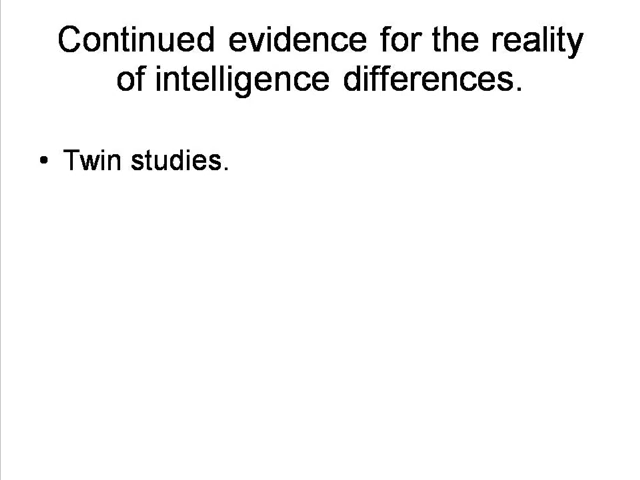 Continued evidence for the reality
of intelligence differences.
• Twin studies.